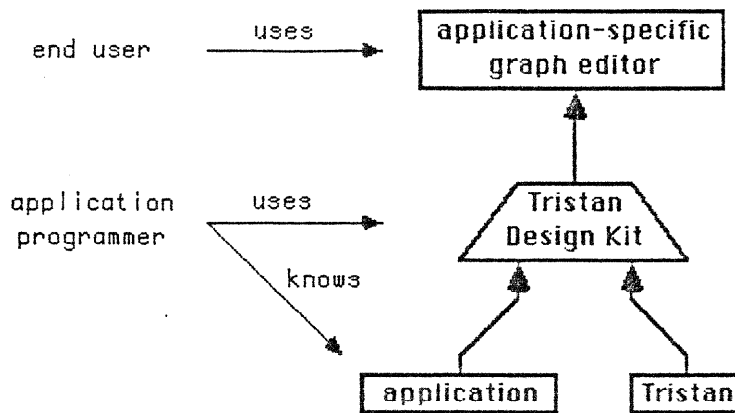 uses
end user
application-specific
graph editor
application
programmer
uses
Tristan
Design Kit
knows
application
Tristan